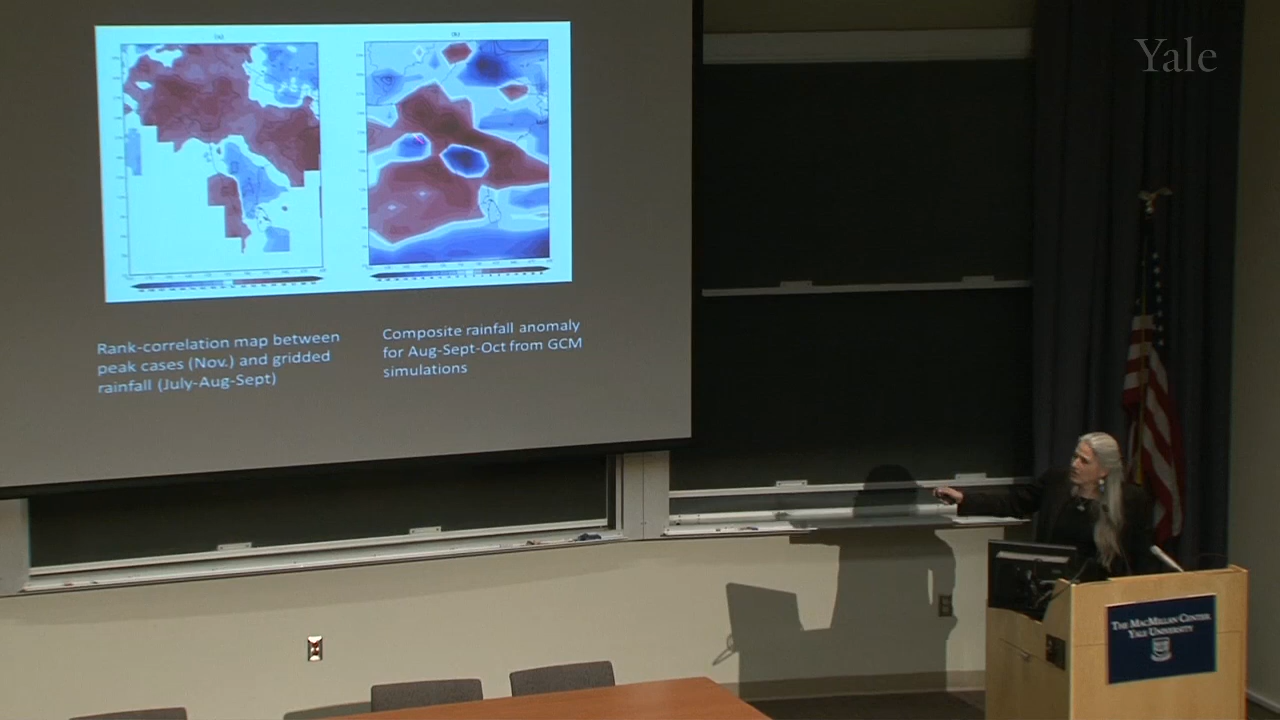 Yale
Rank-correlation map between
peak cases (Nov.) and gridded
rainfall (July-Aug-Sept)
Composite rainfall anomaly
for Aug-Sept-Oct from GCM
simulations
THE MACMILLAN CENTER
YALE UNIVERSITY